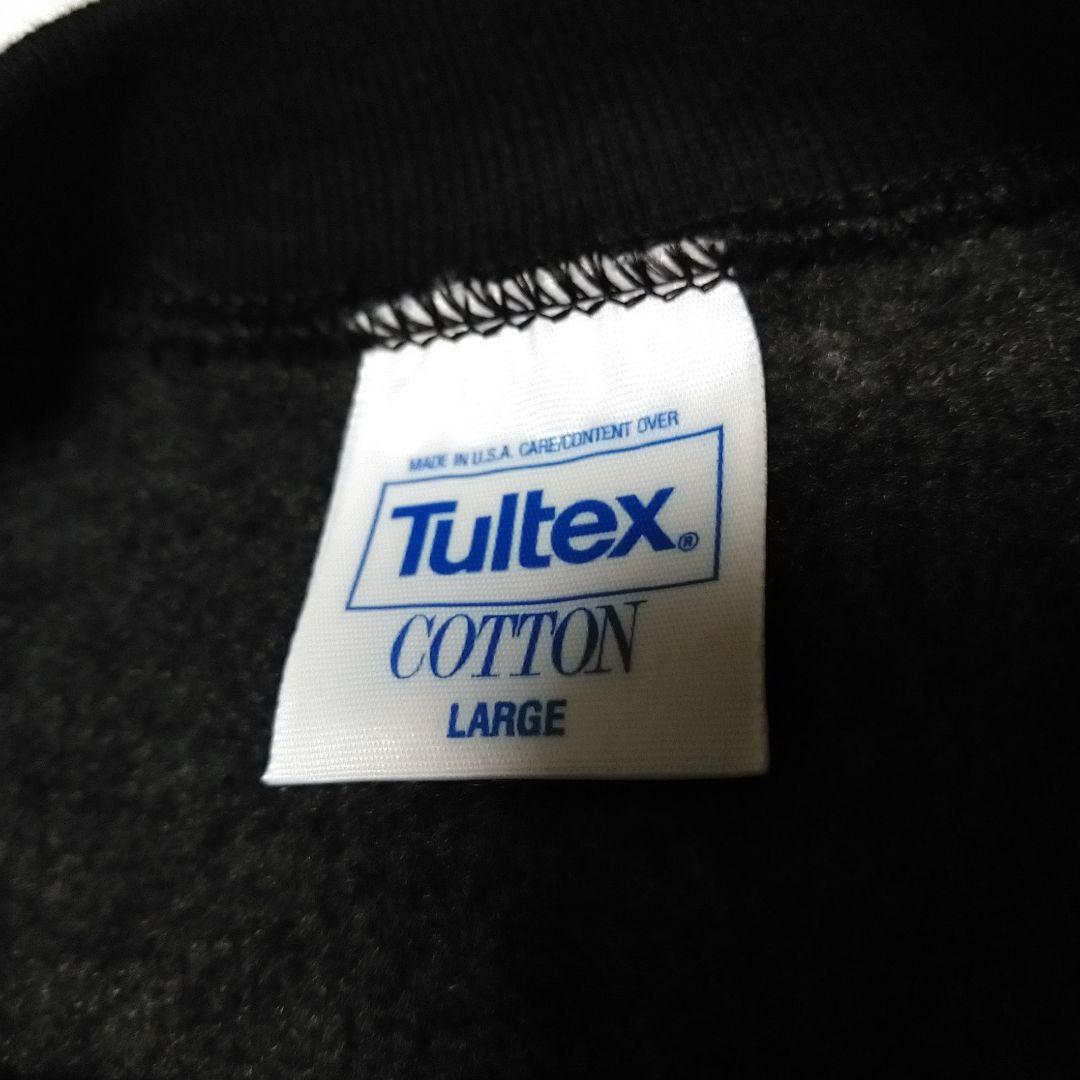 MADE IN U.S.A. CARE/CONTENT OVER
Tultex®
COTTON
LARGE